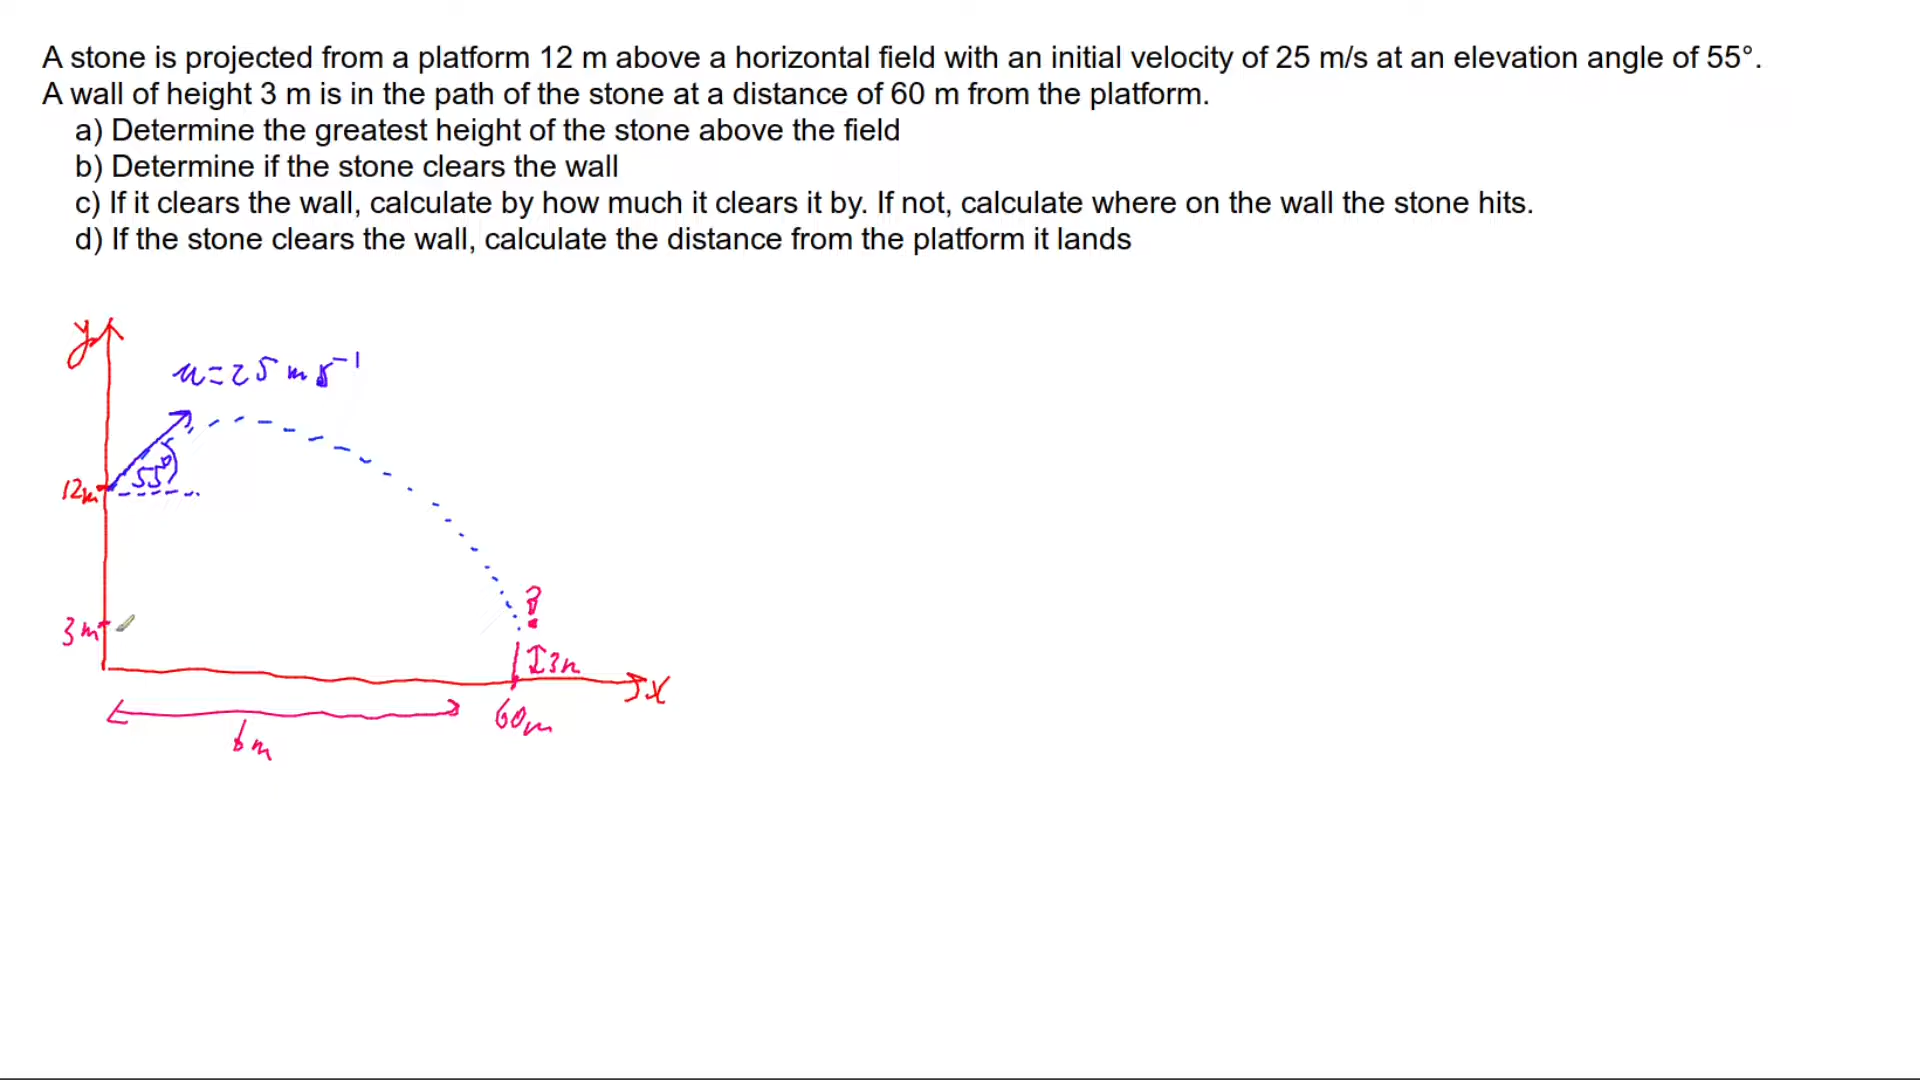 A stone is projected from a platform 12 m above a horizontal field with an initial velocity of 25 m/s at an elevation angle of 55°.
A wall of height 3 m is in the path of the stone at a distance of 60 m from the platform.
a) Determine the greatest height of the stone above the field
b) Determine if the stone clears the wall
c) If it clears the wall, calculate by how much it clears it by. If not, calculate where on the wall the stone hits.
d) If the stone clears the wall, calculate the distance from the platform it lands
y
u=25 m s⁻¹
55°
12m
?
3m
3m
x
60m
6m